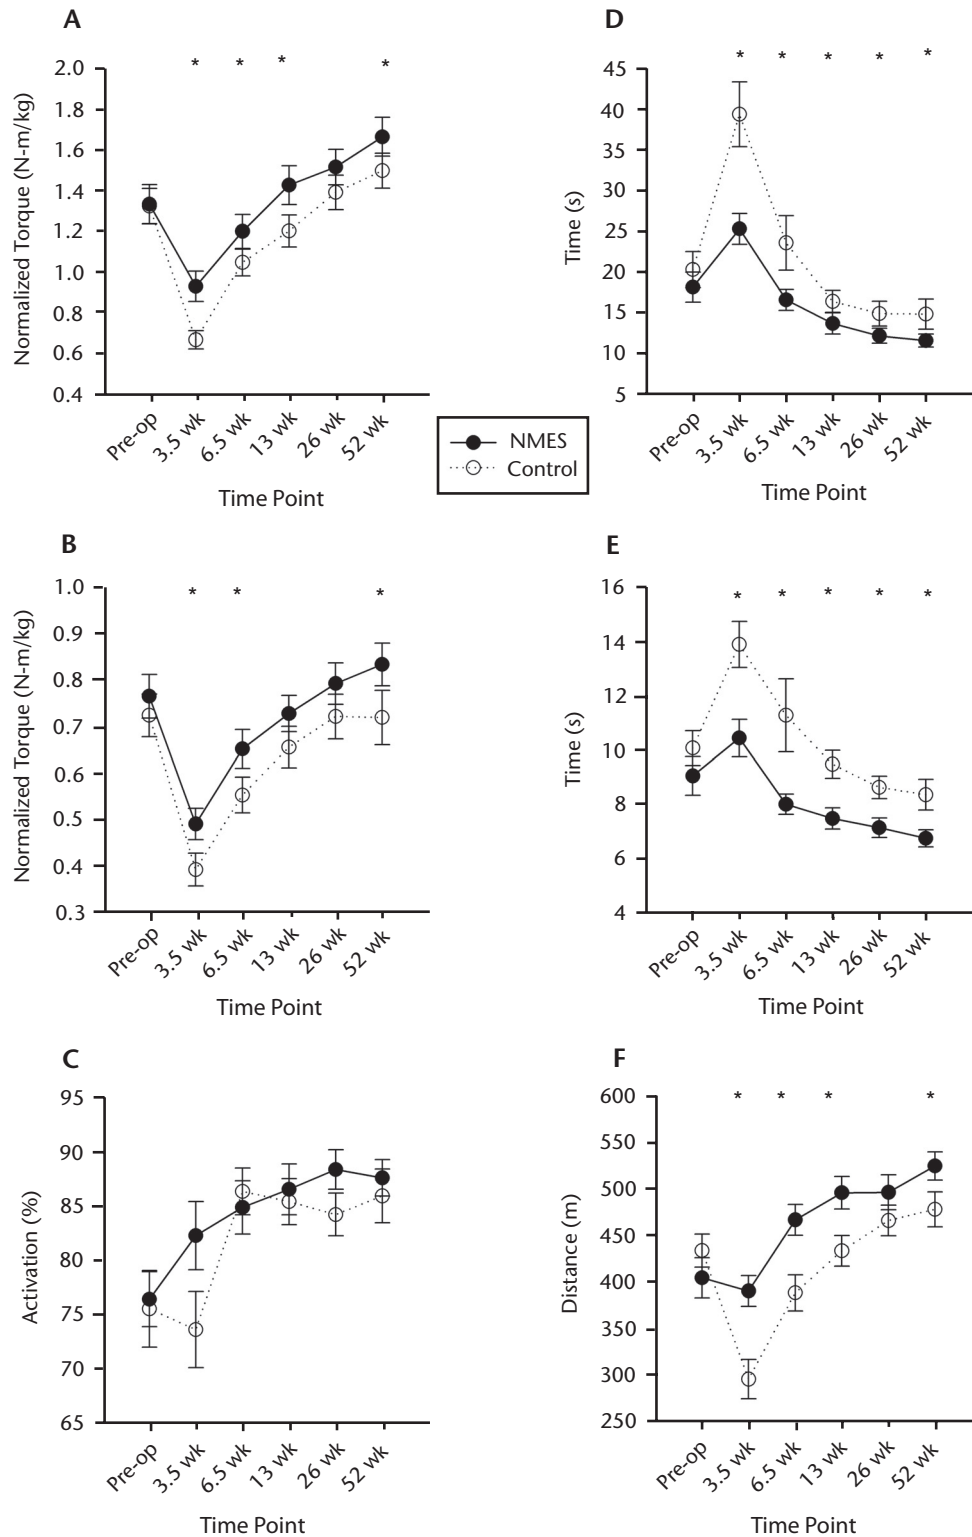 A
* * * *
Normalized Torque (N-m/kg)
2.0
1.8
1.6
1.4
1.2
1.0
0.8
0.6
0.4
Pre-op 3.5 wk 6.5 wk 13 wk 26 wk 52 wk
Time Point
D
* * * * *
Time (s)
45
40
35
30
25
20
15
10
5
Pre-op 3.5 wk 6.5 wk 13 wk 26 wk 52 wk
Time Point
NMES
Control
B
* * *
Normalized Torque (N-m/kg)
1.0
0.9
0.8
0.7
0.6
0.5
0.4
0.3
Pre-op 3.5 wk 6.5 wk 13 wk 26 wk 52 wk
Time Point
E
* * * * *
Time (s)
16
14
12
10
8
6
4
Pre-op 3.5 wk 6.5 wk 13 wk 26 wk 52 wk
Time Point
C
Activation (%)
95
90
85
80
75
70
65
Pre-op 3.5 wk 6.5 wk 13 wk 26 wk 52 wk
Time Point
F
* * * *
Distance (m)
600
550
500
450
400
350
300
250
Pre-op 3.5 wk 6.5 wk 13 wk 26 wk 52 wk
Time Point